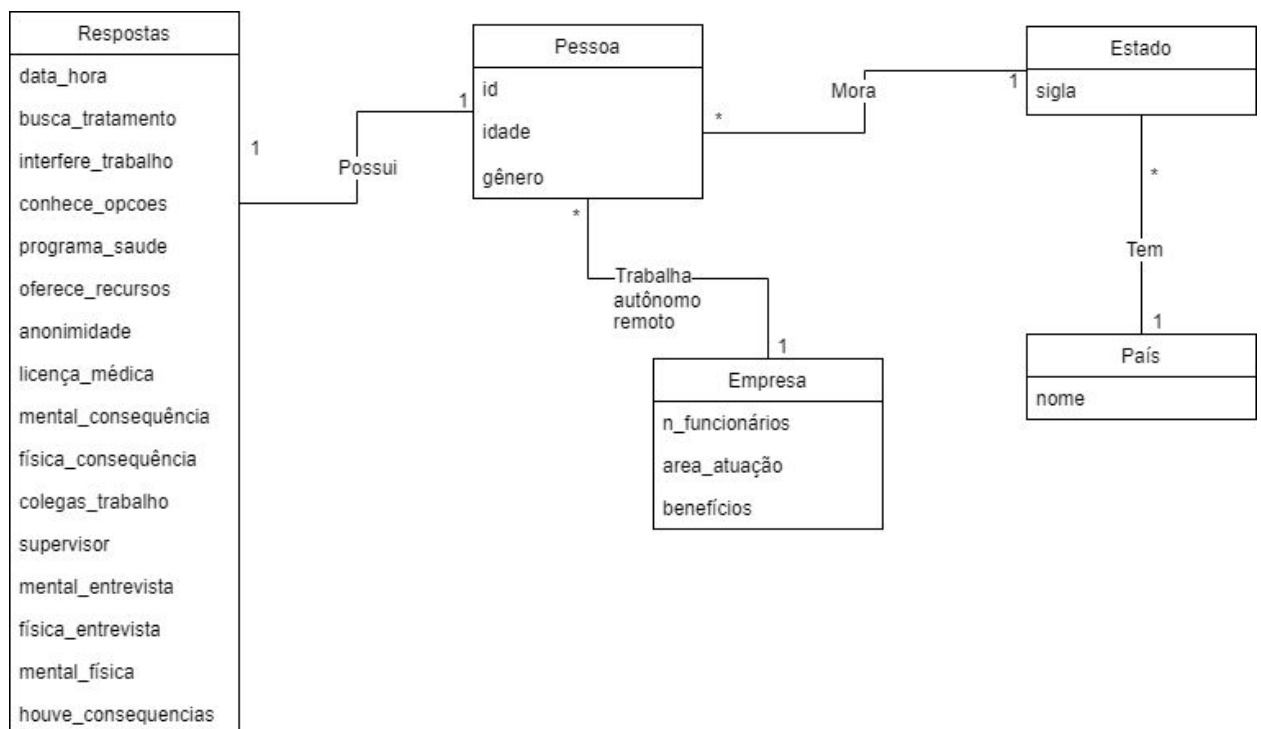 Respostas
data_hora
busca_tratamento
interfere_trabalho
conhece_opcoes
programa_saude
oferece_recursos
anonimidade
licença_médica
mental_consequência
física_consequência
colegas_trabalho
supervisor
mental_entrevista
física_entrevista
mental_física
houve_consequencias
1
Possui
1
Pessoa
id
idade
gênero
*
Mora
1
Estado
sigla
*
Tem
1
País
nome
*
Trabalha
autônomo
remoto
1
Empresa
n_funcionários
area_atuação
benefícios